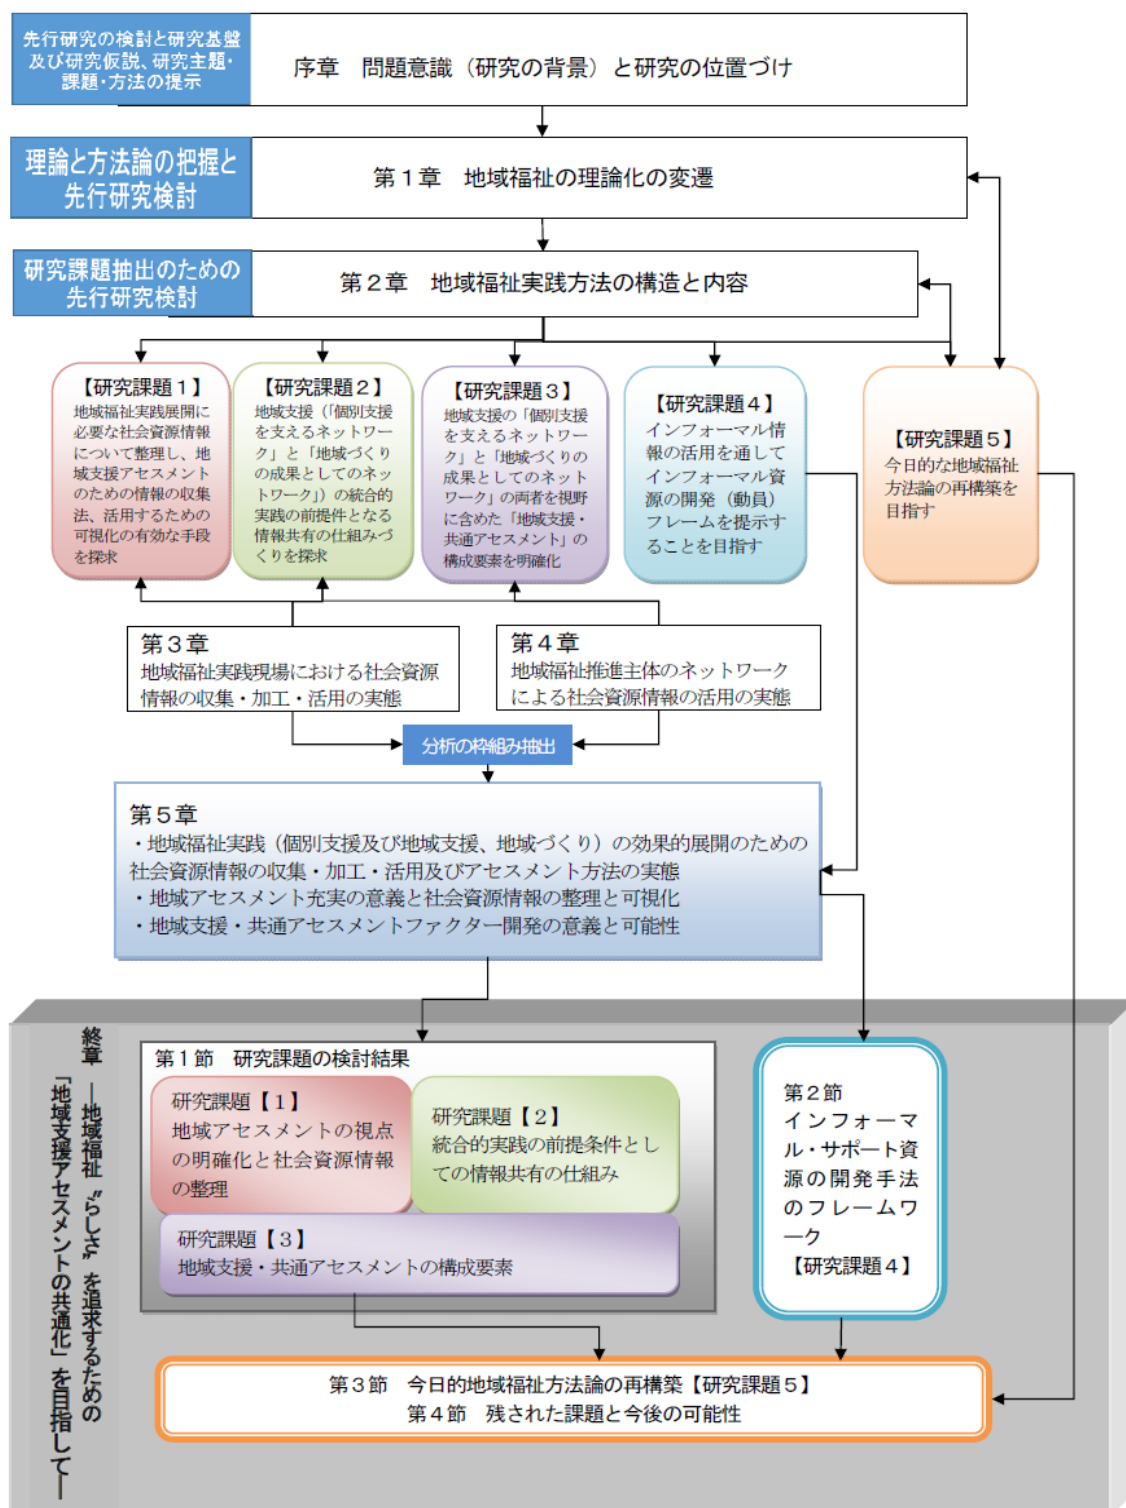 先行研究の検討と研究基盤
及び研究仮説、研究主題・
課題・方法の提示
序章　問題意識（研究の背景）と研究の位置づけ
理論と方法論の把握と
先行研究検討
第１章　地域福祉の理論化の変遷
研究課題抽出のための
先行研究検討
第２章　地域福祉実践方法の構造と内容
【研究課題１】
地域福祉実践展開に
必要な社会資源情報
について整理し、地
域支援アセスメント
のための情報の収集
法、活用するための
可視化の有効な手段
を探求
【研究課題２】
地域支援（「個別支援
を支えるネットワー
ク」と「地域づくり
の成果としてのネッ
トワーク」）の統合的
実践の前提件となる
情報共有の仕組みづ
くりを探求
【研究課題３】
地域支援の「個別支援
を支えるネットワー
ク」と「地域づくりの
成果としてのネット
ワーク」の両者を視野
に含めた「地域支援・
共通アセスメント」の
構成要素を明確化
【研究課題４】
インフォーマル情
報の活用を通して
インフォーマル資
源の開発（動員）
フレームを提示す
ることを目指す
【研究課題５】
今日的な地域福祉
方法論の再構築を
目指す
第３章
地域福祉実践現場における社会資源
情報の収集・加工・活用の実態
第４章
地域福祉推進主体のネットワーク
による社会資源情報の活用の実態
分析の枠組み抽出
第５章
・地域福祉実践（個別支援及び地域支援、地域づくり）の効果的展開のための
社会資源情報の収集・加工・活用及びアセスメント方法の実態
・地域アセスメント充実の意義と社会資源情報の整理と可視化
・地域支援・共通アセスメントファクター開発の意義と可能性
終章　―地域福祉〝らしさ〟を追求するための
「地域支援アセスメントの共通化」を目指して―
第１節　研究課題の検討結果
研究課題【１】
地域アセスメントの視点
の明確化と社会資源情報
の整理
研究課題【２】
統合的実践の前提条件とし
ての情報共有の仕組み
研究課題【３】
地域支援・共通アセスメントの構成要素
第２節
インフォーマ
ル・サポート資
源の開発手法
のフレームワ
ーク
【研究課題４】
第３節　今日的地域福祉方法論の再構築【研究課題５】
第４節　残された課題と今後の可能性